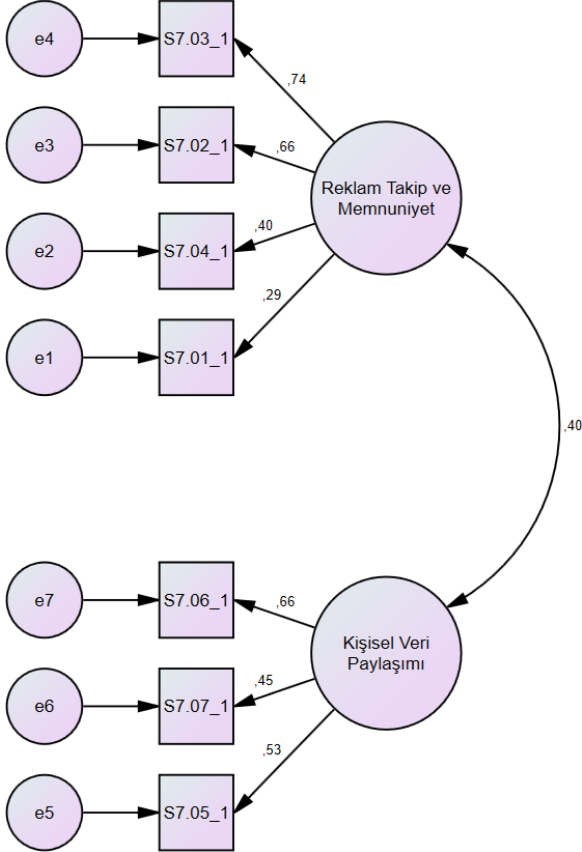 e4
S7.03_1
,74
e3
S7.02_1
,66
Reklam Takip ve
Memnuniyet
e2
S7.04_1
,40
e1
S7.01_1
,29
,40
e7
S7.06_1
,66
Kişisel Veri
Paylaşımı
e6
S7.07_1
,45
e5
S7.05_1
,53